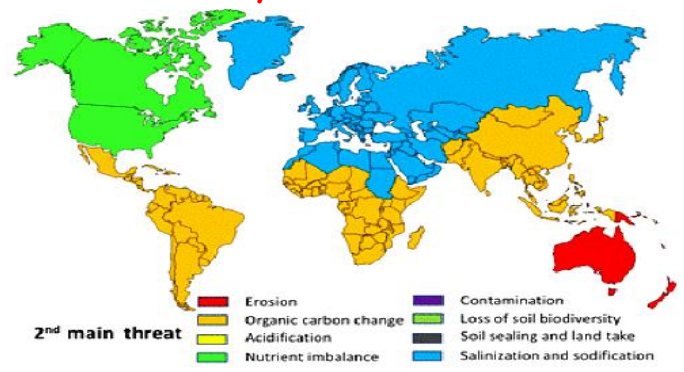 2nd main threat
Erosion
Organic carbon change
Acidification
Nutrient imbalance
Contamination
Loss of soil biodiversity
Soil sealing and land take
Salinization and sodification